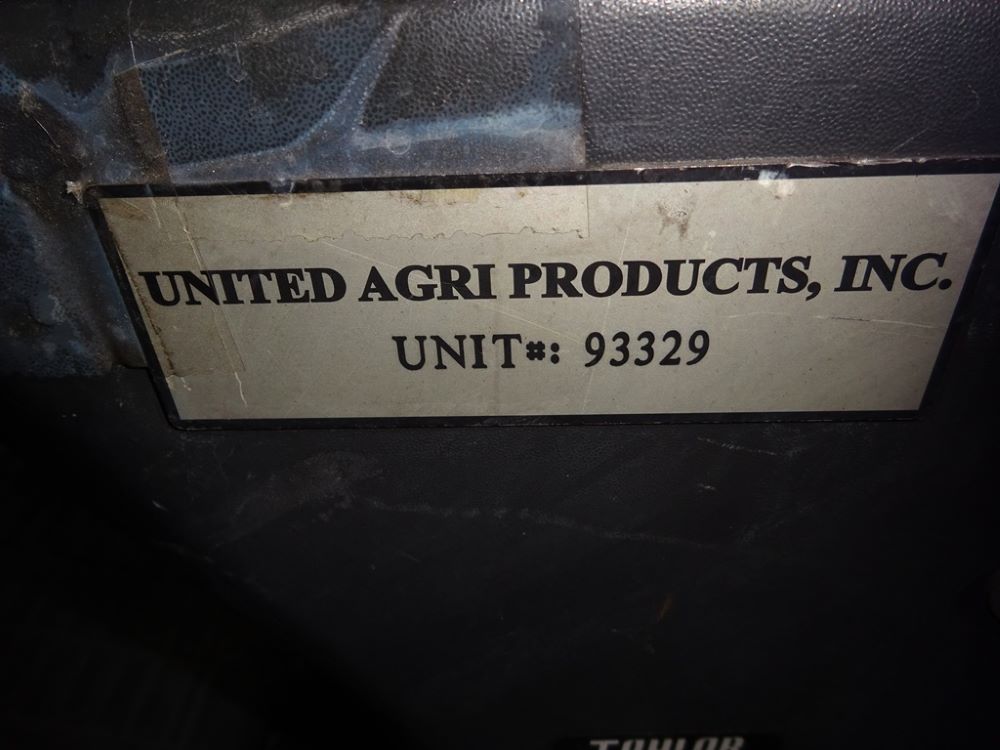 UNITED AGRI PRODUCTS, INC.
UNIT#: 93329